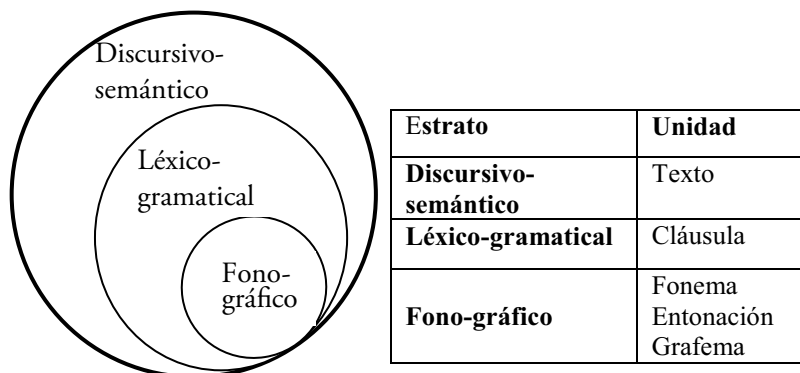 Discursivo-
semántico
Léxico-
gramatical
Fono-
gráfico
Estrato Unidad
Discursivo-
semántico Texto
Léxico-gramatical Cláusula
Fono-gráfico Fonema
Entonación
Grafema